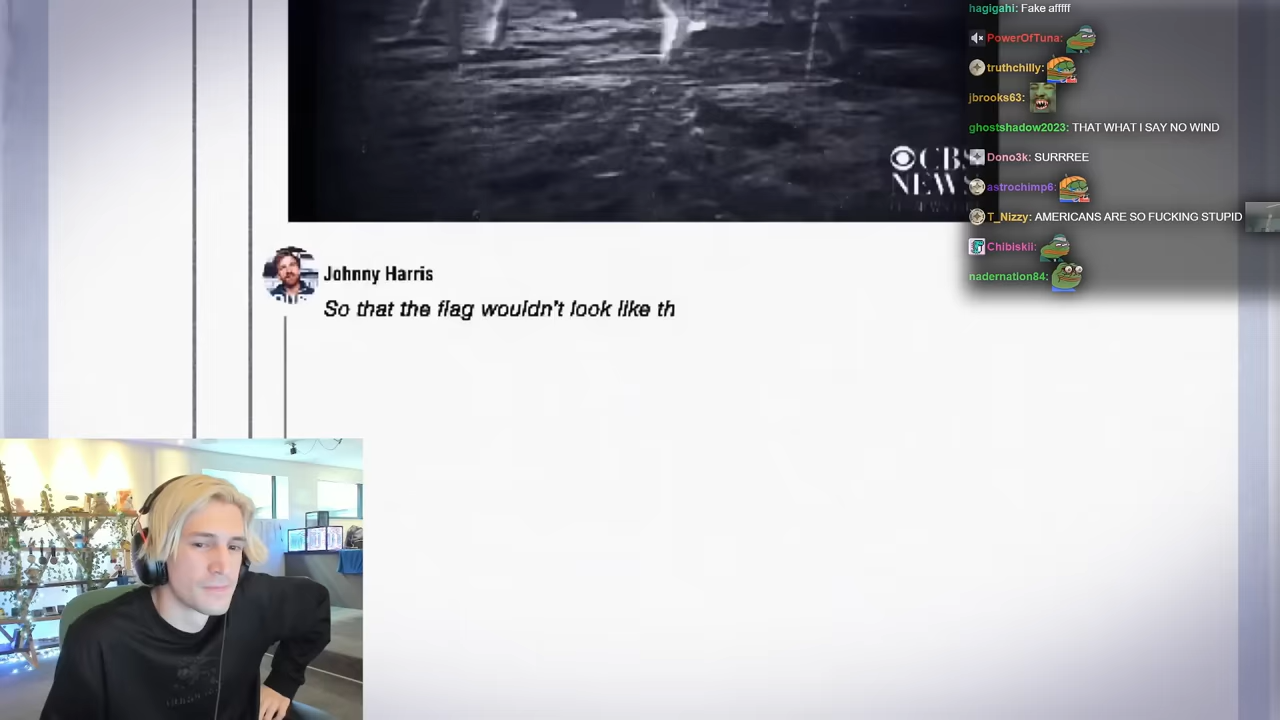 hagigahi: Fake afffff
PowerOfTuna:
truthchilly:
jbrooks63:
ghostshadow2023: THAT WHAT I SAY NO WIND
Dono3k: SURRREE
astrochimp6:
T_Nizzy: AMERICANS ARE SO FUCKING STUPID
Chibiskii:
nadernation84:
CBS
NEWS
Johnny Harris
So that the flag wouldn't look like th